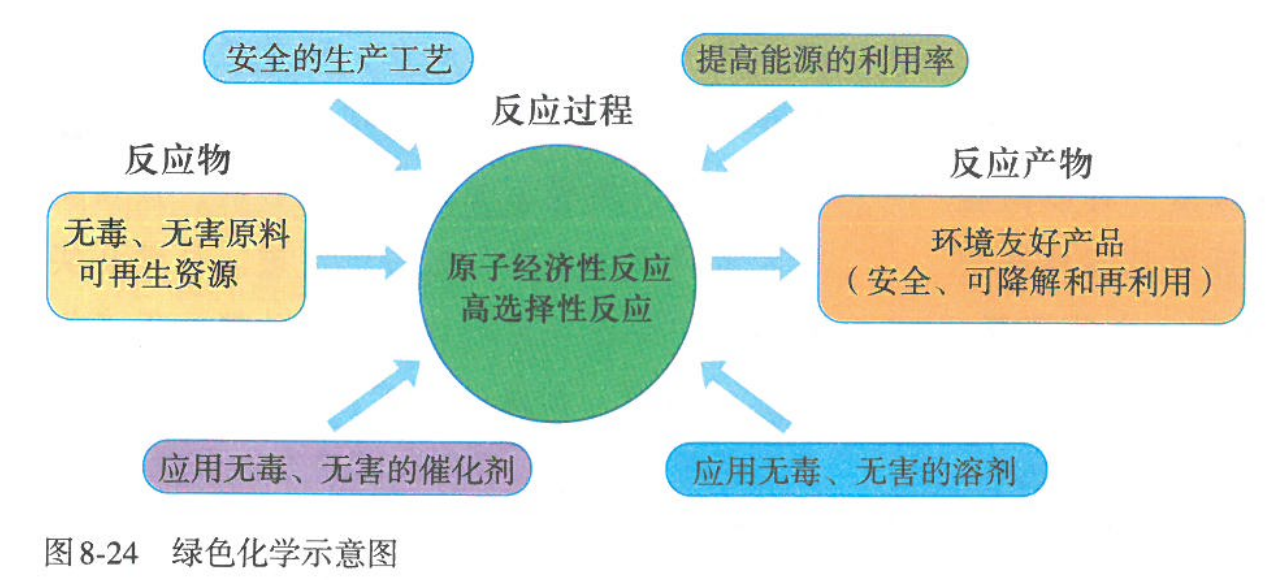 安全的生产工艺
提高能源的利用率
反应过程
反应物
反应产物
无毒、无害原料
可再生资源
原子经济性反应
高选择性反应
环境友好产品
(安全、可降解和再利用)
应用无毒、无害的催化剂
应用无毒、无害的溶剂
图8-24 绿色化学示意图